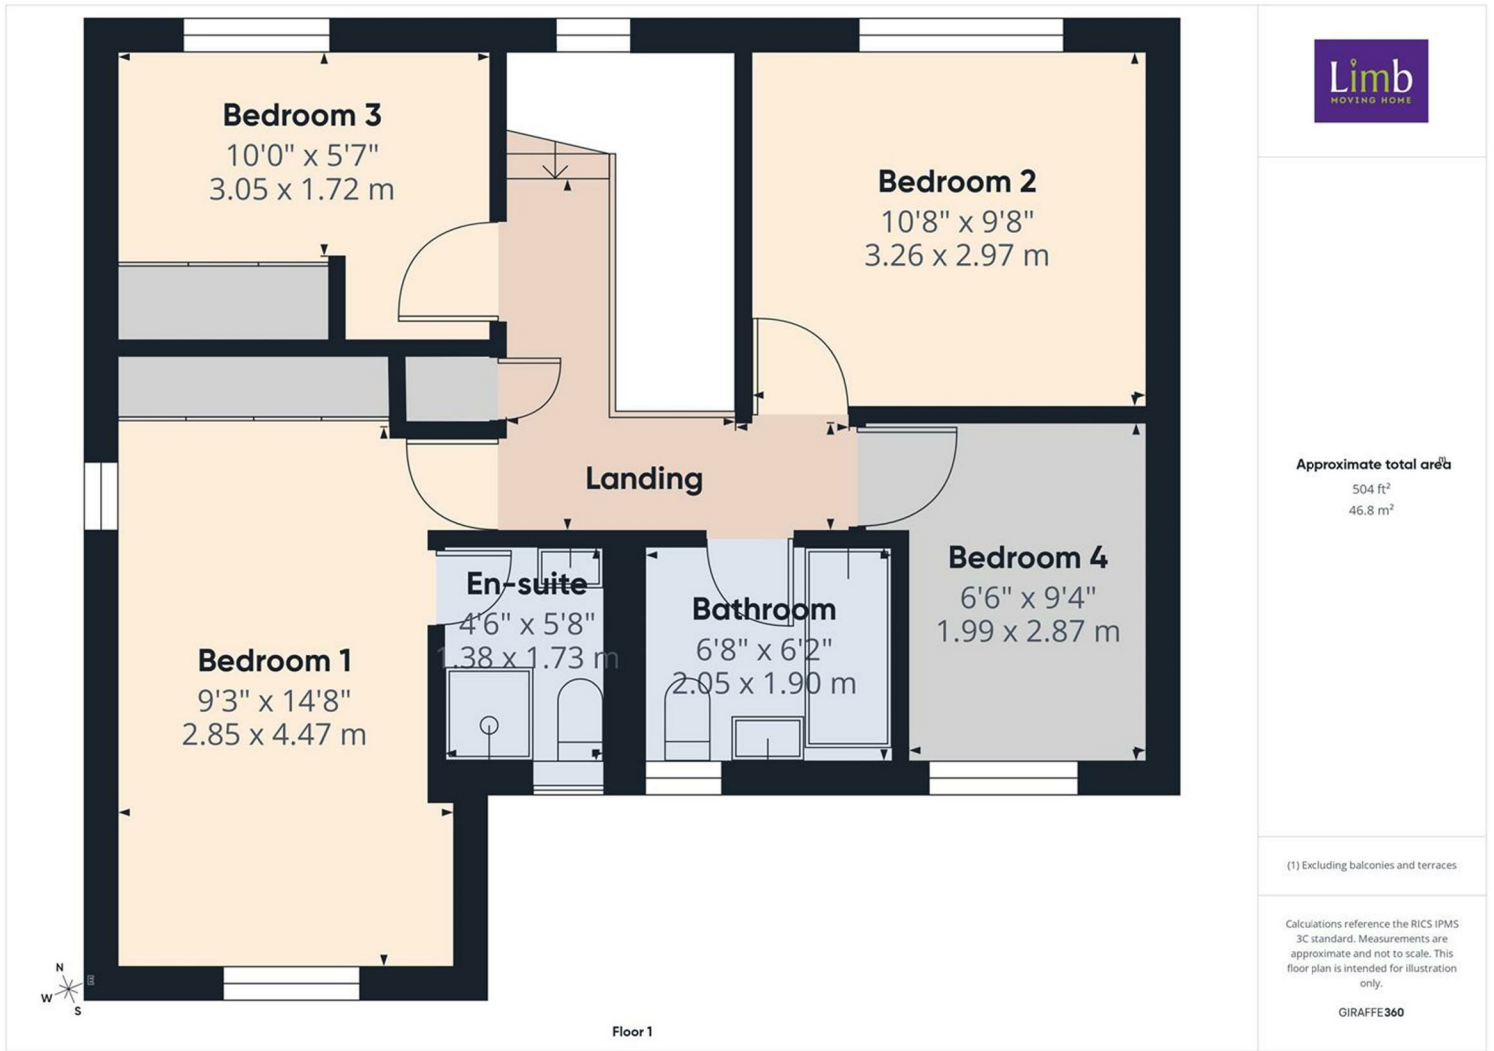 Bedroom 3
10'0" x 5'7"
3.05 x 1.72 m
Bedroom 2
10'8" x 9'8"
3.26 x 2.97 m
Landing
Bedroom 1
9'3" x 14'8"
2.85 x 4.47 m
En-suite
4'6" x 5'8"
1.38 x 1.73 m
Bathroom
6'8" x 6'2"
2.05 x 1.90 m
Bedroom 4
6'6" x 9'4"
1.99 x 2.87 m
N
W
S
Floor 1
Limb
MOVING HOME
Approximate total area(1)
504 ft²
46.8 m²
(1) Excluding balconies and terraces
Calculations reference the RICS IPMS
3C standard. Measurements are
approximate and not to scale. This
floor plan is intended for illustration
only.
GIRAFFE360